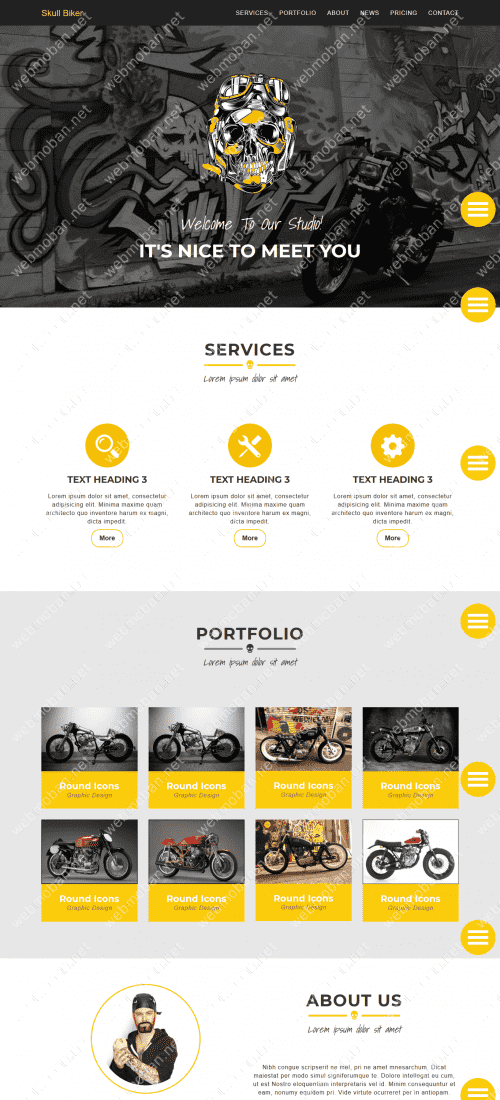 Skull Biker
SERVICES PORTFOLIO ABOUT NEWS PRICING CONTACT
Welcome To Our Studio!
IT'S NICE TO MEET YOU
SERVICES
Lorem ipsum dolor sit amet
TEXT HEADING 3 TEXT HEADING 3 TEXT HEADING 3
Lorem ipsum dolor sit amet, consectetur Lorem ipsum dolor sit amet, consectetur Lorem ipsum dolor sit amet, consectetur
adipisicing elit. Minima maxime quam adipisicing elit. Minima maxime quam adipisicing elit. Minima maxime quam
architecto quo inventore harum ex magni, architecto quo inventore harum ex magni, architecto quo inventore harum ex magni,
dicta impedit. dicta impedit. dicta impedit.
More More More
PORTFOLIO
Lorem ipsum dolor sit amet
Round Icons Round Icons Round Icons Round Icons
Graphic Design Graphic Design Graphic Design Graphic Design
Round Icons Round Icons Round Icons Round Icons
Graphic Design Graphic Design Graphic Design Graphic Design
ABOUT US
Lorem ipsum dolor sit amet
Nibh congue scripserit ne mel, pri ne amet mnesarchum. Dicat
maiestat per modo simul signiferumque te. Dolore intellegat eu cum,
ut est Nostro eloquentiam interpretaris vel id. Minim consequuntur et
eam, nonumy equidem pri. Vide virtute ocurreret per in antiopam.
webmoban.net